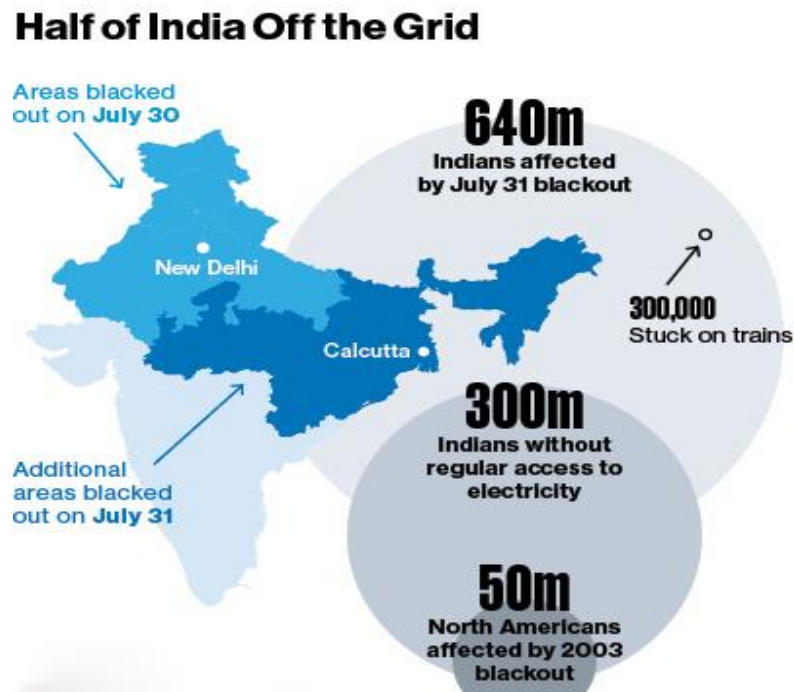 Half of India Off the Grid
Areas blacked
out on July 30
640m
Indians affected
by July 31 blackout
New Delhi
300,000
Stuck on trains
Calcutta
300m
Indians without
regular access to
electricity
Additional
areas blacked
out on July 31
50m
North Americans
affected by 2003
blackout